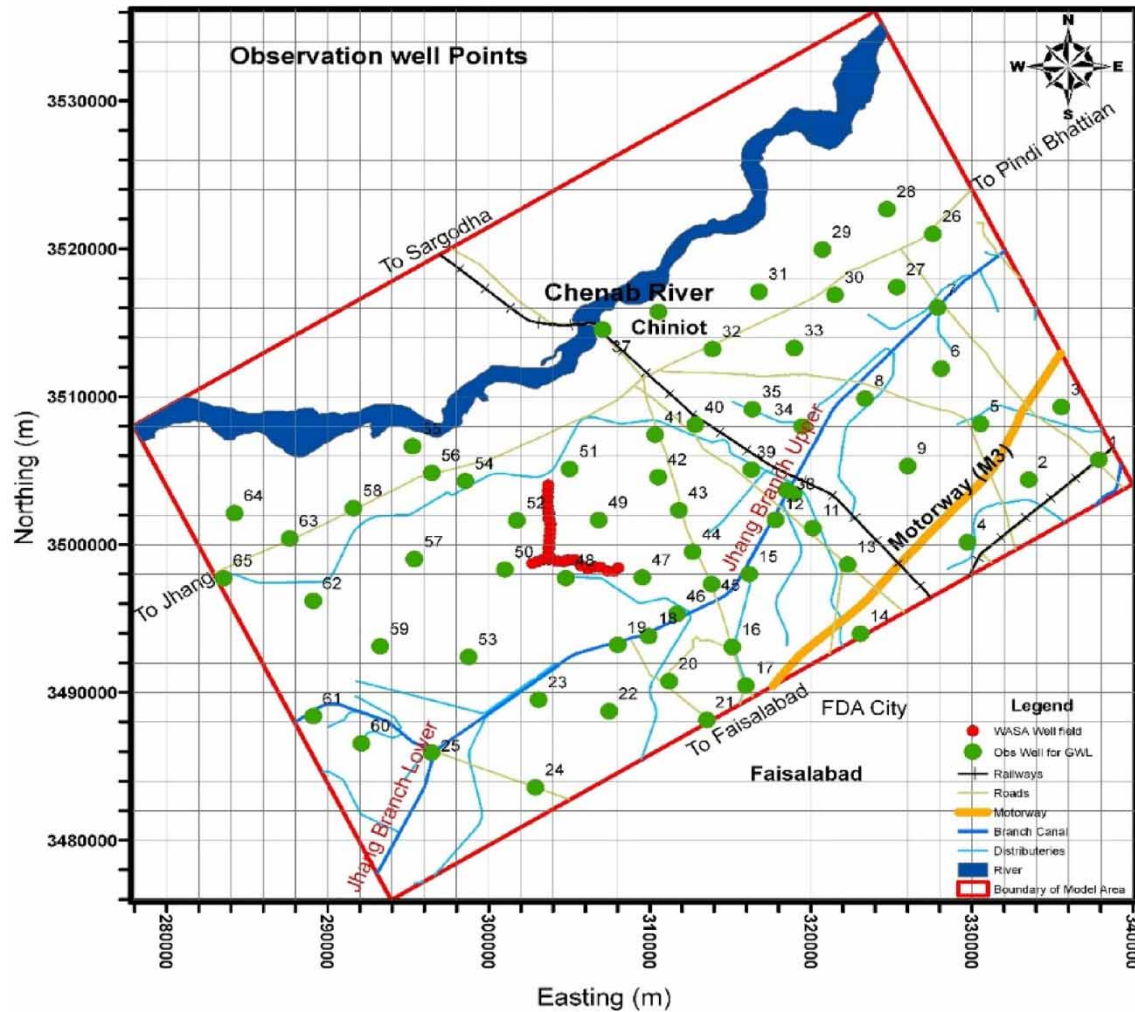 Observation well Points
N
W
E
S
3530000
3520000
3510000
3500000
3490000
3480000
Northing (m)
To Pindi Bhattian
To Sargodha
28
26
29
27
31
30
7
Chenab River
Chiniot
37
32
33
6
3
8
35
34
5
40
41
39
1
55
51
56
54
42
9
2
38
43
12
11
4
64
58
52
49
63
44
13
57
50
48
47
15
65
62
45
46
14
59
53
19
18
16
20
17
23
22
21
61
60
25
24
Jhang Branch Upper
Motorway (M3)
To Jhang
Jhang Branch Lower
To Faisalabad
FDA City
Faisalabad
Legend
WASA Well field
Obs Well for GWL
Railways
Roads
Motorway
Branch Canal
Distributeries
River
Boundary of Model Area
280000
290000
300000
310000
320000
330000
340000
Easting (m)